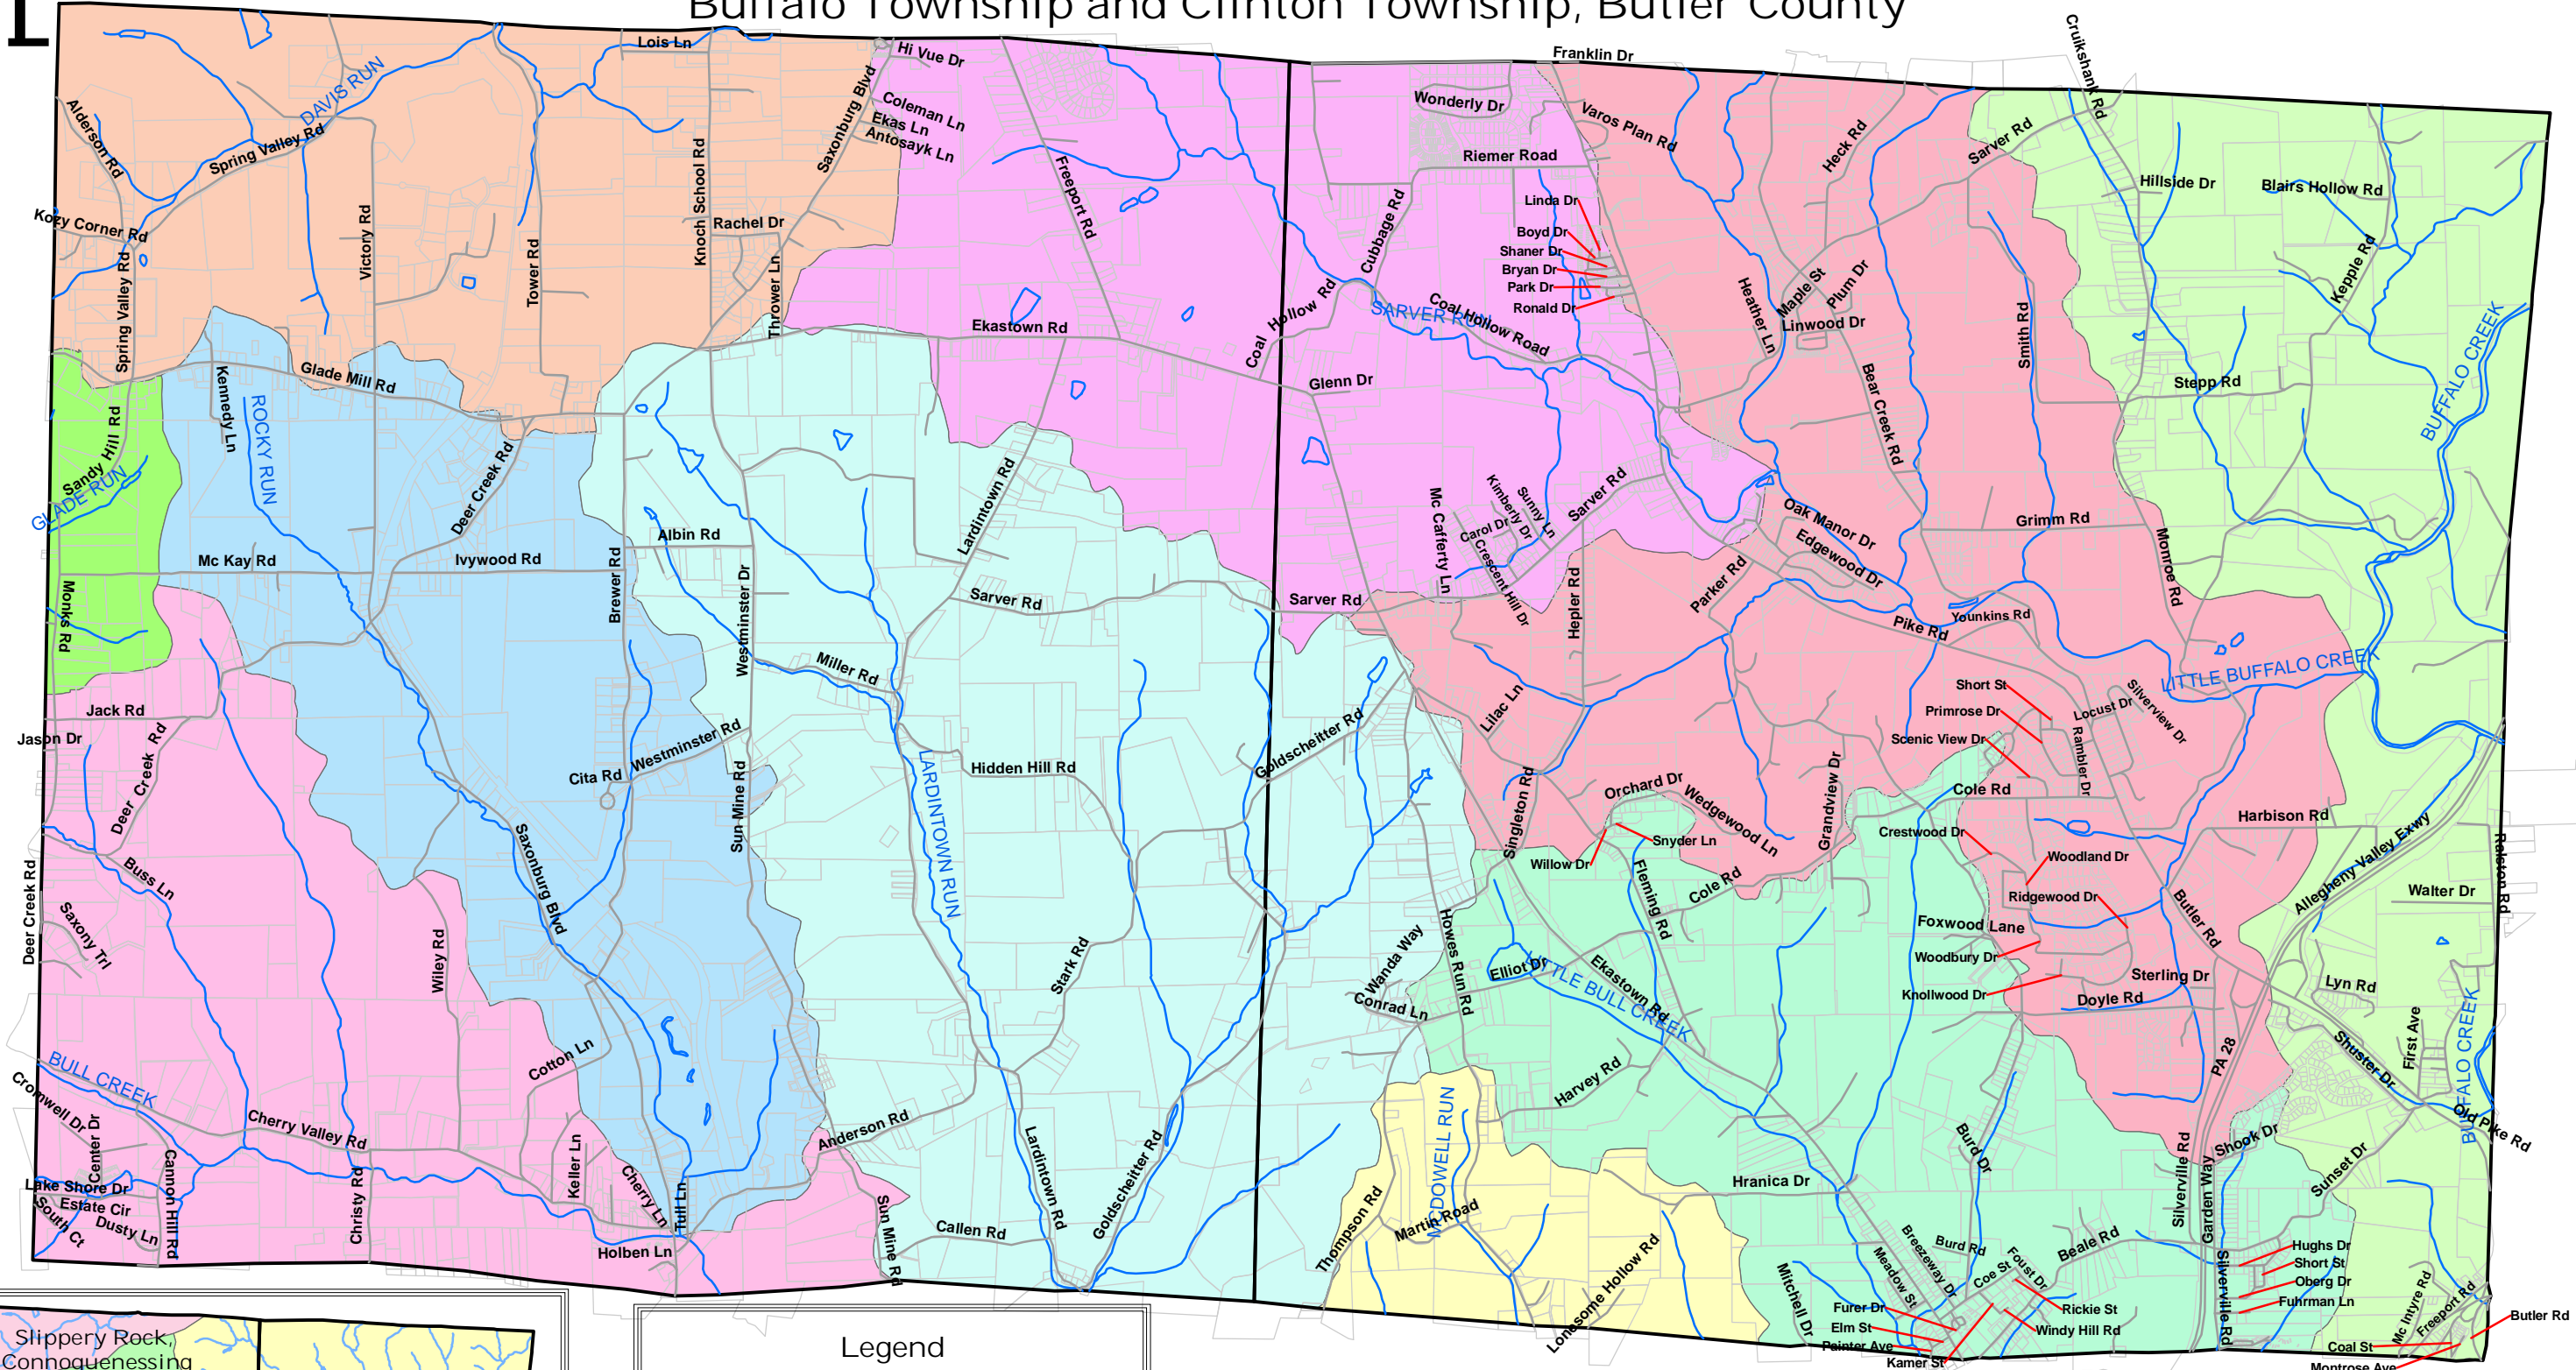 Buffalo Township and Clinton Township, Butler County
Lois Ln
Hi Vue Dr
Franklin Dr
Cruikshank Rd
DAVIS RUN
Alderson Rd
Spring Valley Rd
Saxonburg Blvd
Coleman Ln
Ekas Ln
Antosayk Ln
Wonderly Dr
Varos Plan Rd
Heck Rd
Sarver Rd
Riemer Road
Knoch School Rd
Freeport Rd
Hillside Dr
Blairs Hollow Rd
Kozy Corner Rd
Victory Rd
Rachel Dr
Cubbage Rd
Linda Dr
Boyd Dr
Shaner Dr
Bryan Dr
Park Dr
Ronald Dr
Spring Valley Rd
Tower Rd
Thrower Ln
Heather Ln
Maple St
Plum Dr
Linwood Dr
Kepple Rd
Ekastown Rd
Coal Hollow Rd
SARVER RUN
Coal Hollow Road
Smith Rd
BUFFALO CREEK
Kennedy Ln
Glade Mill Rd
Glenn Dr
Bear Creek Rd
Stepp Rd
ROCKY RUN
Sandy Hill Rd
GLADE RUN
Deer Creek Rd
Lardintown Rd
Mc Cafferty Ln
Kimberly Dr
Sunny Ln
Carol Dr
Crescent Hill Dr
Sarver Rd
Oak Manor Dr
Edgewood Dr
Grimm Rd
Monroe Rd
Albin Rd
Mc Kay Rd
Ivywood Rd
Brewer Rd
Westminster Dr
Monks Rd
Sarver Rd
Sarver Rd
Hepler Rd
Parker Rd
Pike Rd
Younkins Rd
LITTLE BUFFALO CREEK
Miller Rd
Jack Rd
Jason Dr
Deer Creek Rd
Lilac Ln
Short St
Primrose Dr
Scenic View Dr
Locust Dr
Silverview Dr
Rambler Dr
Goldscheitter Rd
Westminster Rd
Cita Rd
Hidden Hill Rd
LARDINTOWN RUN
Sun Mine Rd
Singleton Rd
Orchard Dr
Wedgewood Ln
Grandview Dr
Cole Rd
Harbison Rd
Crestwood Dr
Snyder Ln
Willow Dr
Woodland Dr
Allegheny Valley Exwy
Ralston Rd
Walter Dr
Deer Creek Rd
Buss Ln
Saxony Trl
Saxonburg Blvd
Wiley Rd
Fleming Rd
Cole Rd
Ridgewood Dr
Butler Rd
Foxwood Lane
Woodbury Dr
Howes Run Rd
Wanda Way
Conrad Ln
Elliot Dr
LITTLE BULL CREEK
Ekastown Rd
Stark Rd
Knollwood Dr
Sterling Dr
Doyle Rd
Lyn Rd
First Ave
Shuster Dr
PA 28
BUFFALO CREEK
Old Pike Rd
Cotton Ln
Harvey Rd
BULL CREEK
Cromwell Dr
Center Dr
Cherry Valley Rd
Anderson Rd
MCDOWELL RUN
Burd Dr
Shook Dr
Sunset Dr
Lake Shore Dr
Estate Cir
South Ct
Dusty Ln
Cannon Hill Rd
Christy Rd
Keller Ln
Cherry Ln
Tull Ln
Holben Ln
Sun Mine Rd
Callen Rd
Lardintown Rd
Goldscheitter Rd
Thompson Rd
Martin Road
Lonesome Hollow Rd
Hranica Dr
Silverville Rd
Garden Way
Mitchell Dr
Meadow St
Breezeway Dr
Burd Rd
Coe St
Foust Dr
Beale Rd
Furer Dr
Elm St
Painter Ave
Kamer St
Rickie St
Windy Hill Rd
Silverville Rd
Hughs Dr
Short St
Oberg Dr
Fuhrman Ln
Mc Intyre Rd
Freeport Rd
Butler Rd
Coal St
Montrose Ave
Slippery Rock,
Connoquenessing
Legend